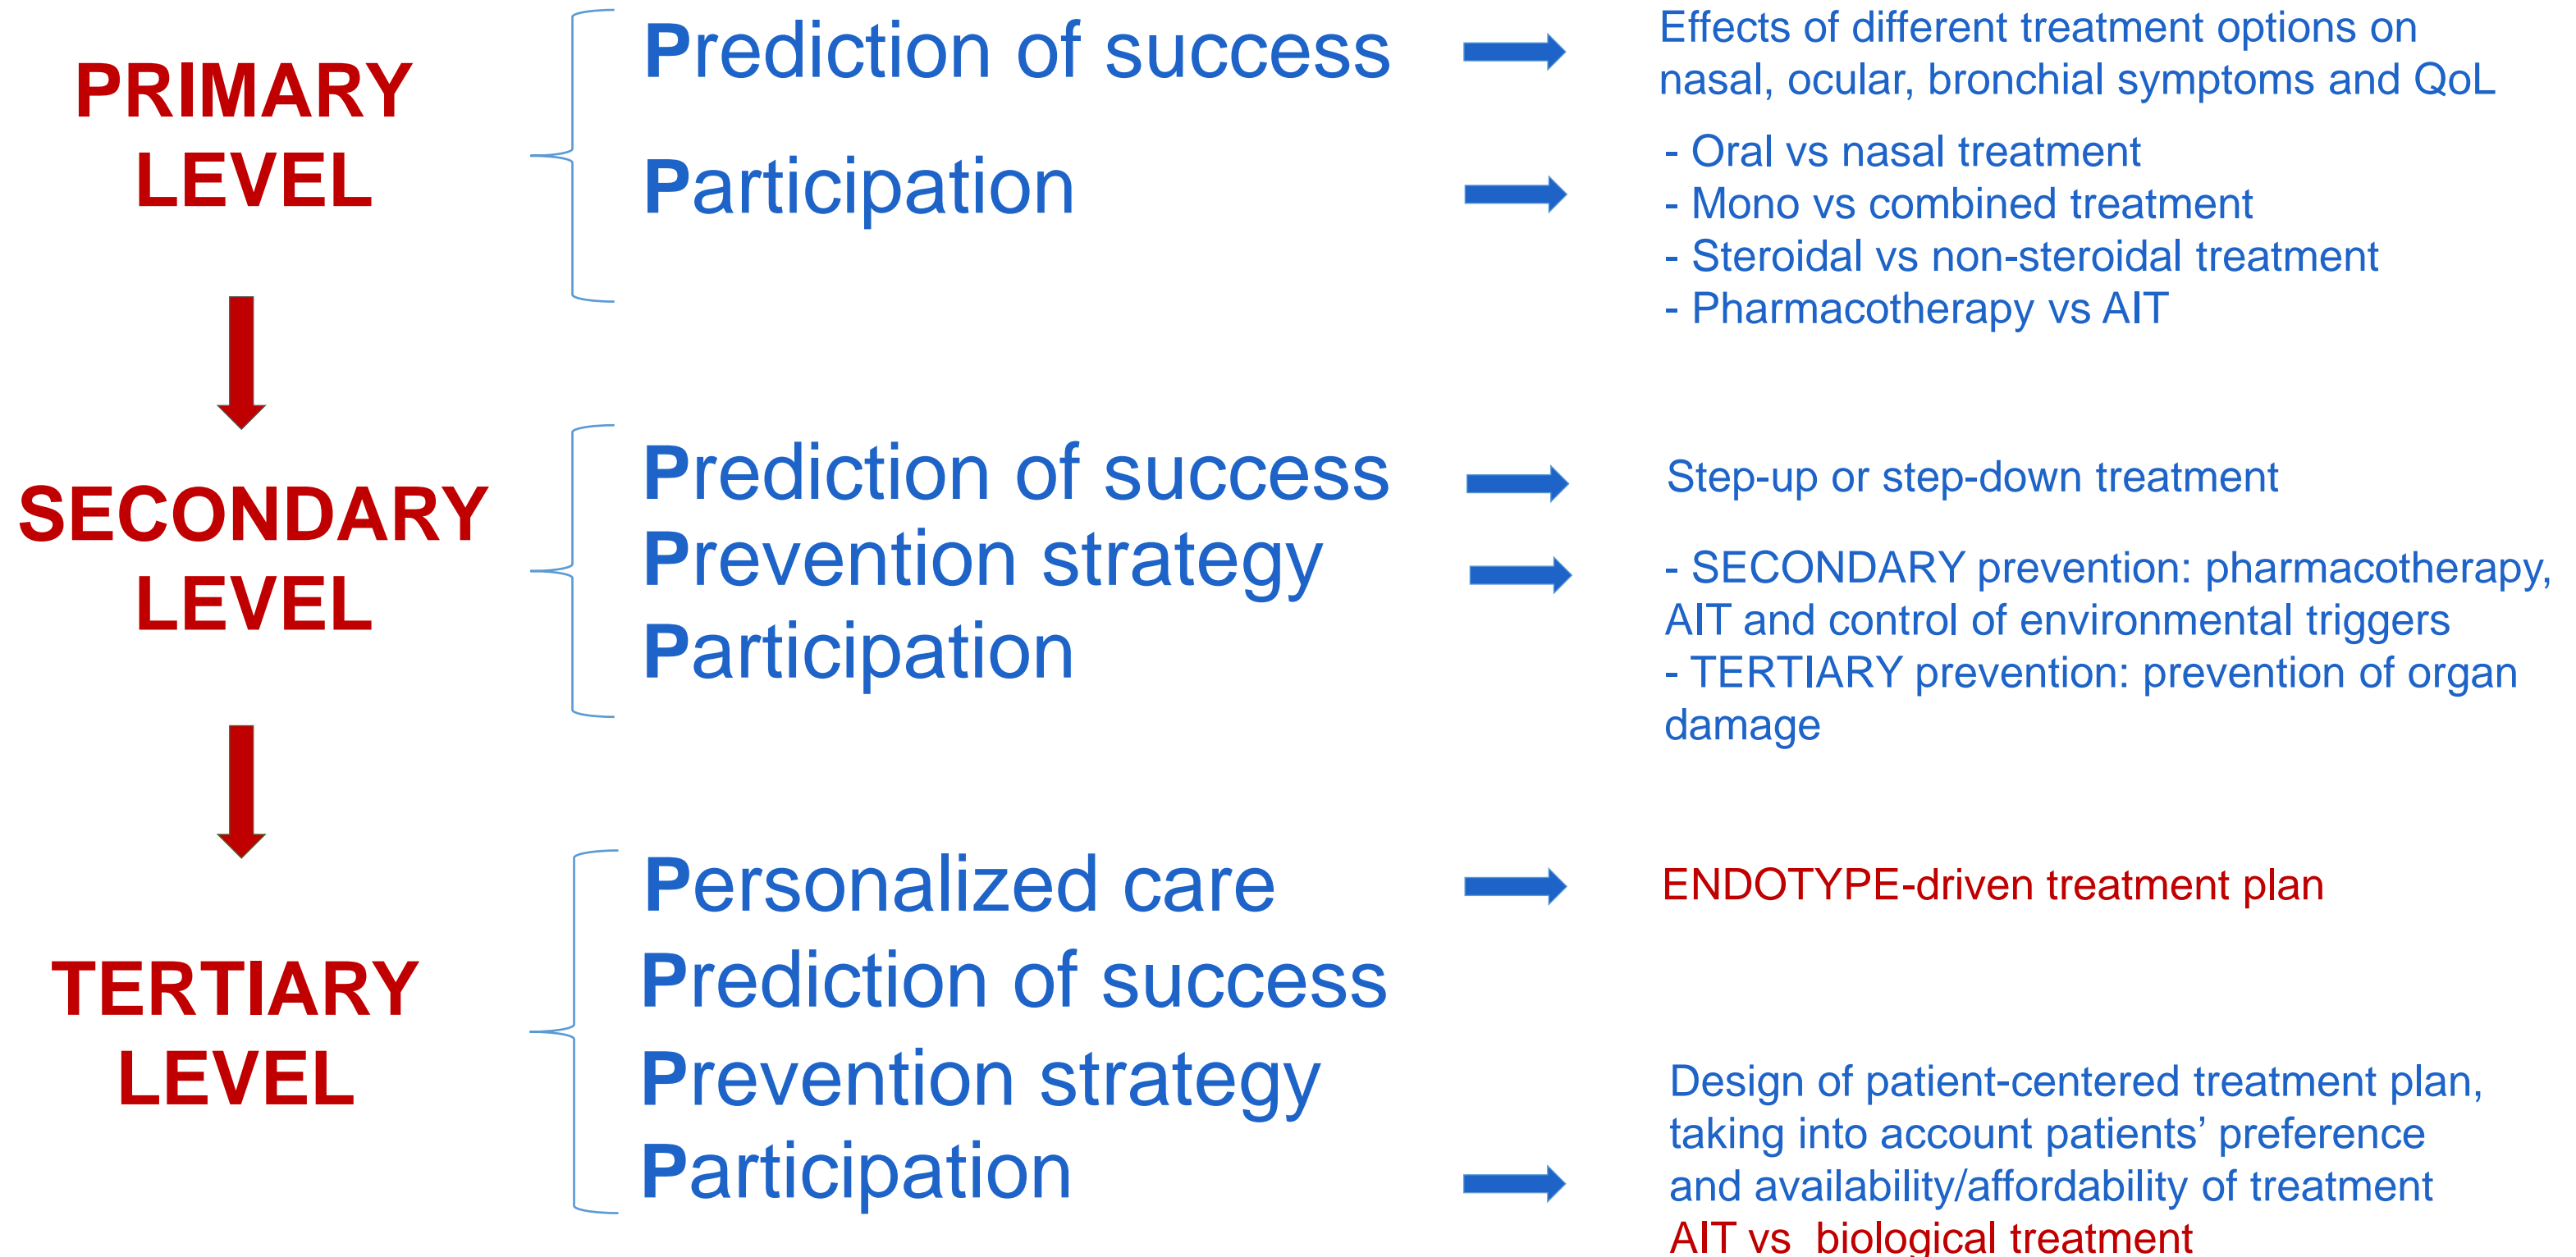 PRIMARY
LEVEL
Prediction of success
Effects of different treatment options on
nasal, ocular, bronchial symptoms and QoL
Participation
- Oral vs nasal treatment
- Mono vs combined treatment
- Steroidal vs non-steroidal treatment
- Pharmacotherapy vs AIT
SECONDARY
LEVEL
Prediction of success
Step-up or step-down treatment
Prevention strategy
- SECONDARY prevention: pharmacotherapy,
AIT and control of environmental triggers
- TERTIARY prevention: prevention of organ
damage
Participation
TERTIARY
LEVEL
Personalized care
ENDOTYPE-driven treatment plan
Prediction of success
Prevention strategy
Participation
Design of patient-centered treatment plan,
taking into account patients’ preference
and availability/affordability of treatment
AIT vs  biological treatment